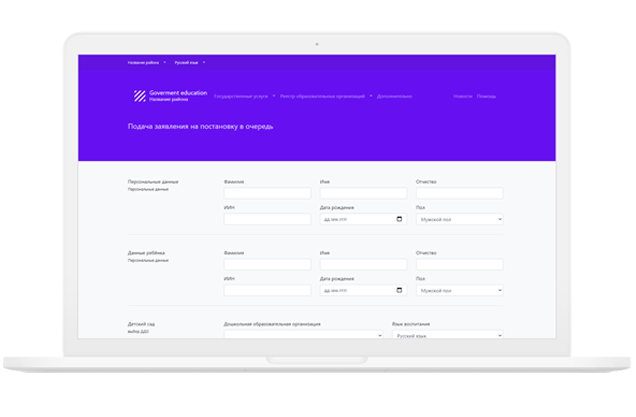 Название района Русский язык
Goverment education
Название района
Государственные услуги Реестр образовательных организаций Дополнительно Новости Помощь
Подача заявления на постановку в очередь
Персональные данные
Персональные данные
Фамилия Имя Отчество
ИИН Дата рождения Пол
дд.мм.гггг Мужской пол
Данные ребёнка
Персональные данные
Фамилия Имя Отчество
ИИН Дата рождения Пол
дд.мм.гггг Мужской пол
Детский сад
выбор ДДО
Дошкольная образовательная организация Язык воспитания
Русский язык